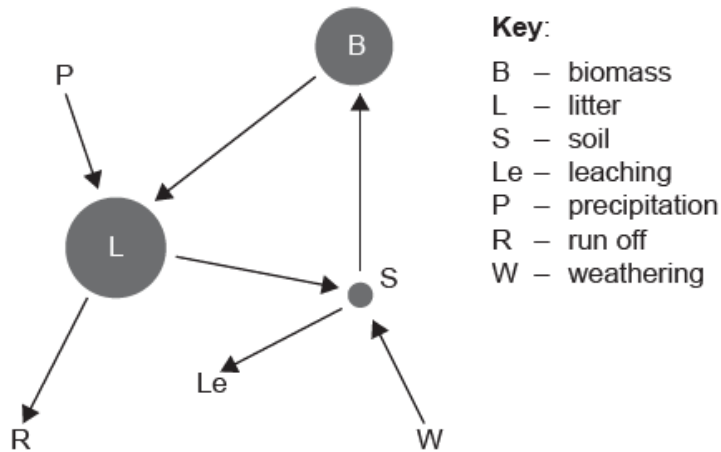 B
P
L
S
Le
R
W
Key:
B – biomass
L – litter
S – soil
Le – leaching
P – precipitation
R – run off
W – weathering